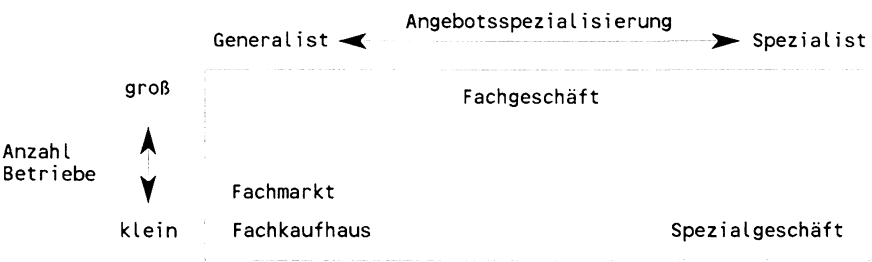 Angebotsspezialisierung
Generalist Spezialist
groß Fachgeschäft
Anzahl
Betriebe
Fachmarkt
klein Fachkaufhaus Spezialgeschäft